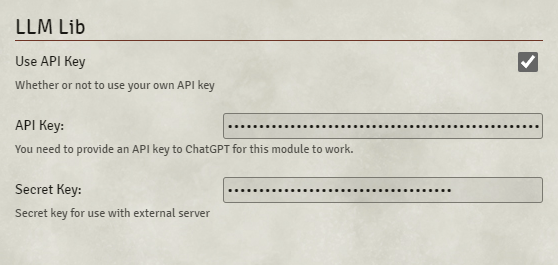 LLM Lib
Use API Key
Whether or not to use your own API key
API Key:
You need to provide an API key to ChatGPT for this module to work.
Secret Key:
Secret key for use with external server